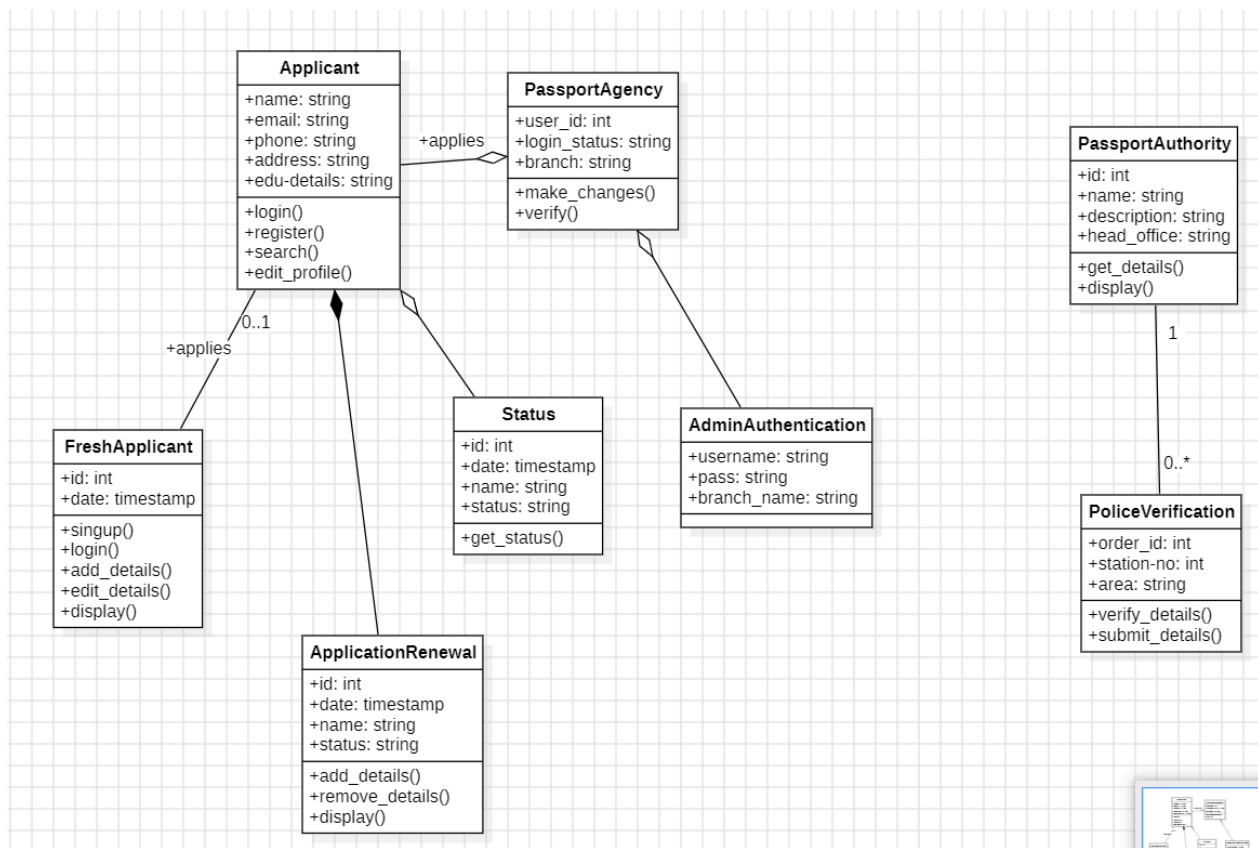 Applicant
+name: string
+email: string
+phone: string
+address: string
+edu-details: string
+login()
+register()
+search()
+edit_profile()
+applies
PassportAgency
+user_id: int
+login_status: string
+branch: string
+make_changes()
+verify()
PassportAuthority
+id: int
+name: string
+description: string
+head_office: string
+get_details()
+display()
0..1
+applies
1
FreshApplicant
+id: int
+date: timestamp
+singup()
+login()
+add_details()
+edit_details()
+display()
Status
+id: int
+date: timestamp
+name: string
+status: string
+get_status()
AdminAuthentication
+username: string
+pass: string
+branch_name: string
0..*
PoliceVerification
+order_id: int
+station-no: int
+area: string
+verify_details()
+submit_details()
ApplicationRenewal
+id: int
+date: timestamp
+name: string
+status: string
+add_details()
+remove_details()
+display()